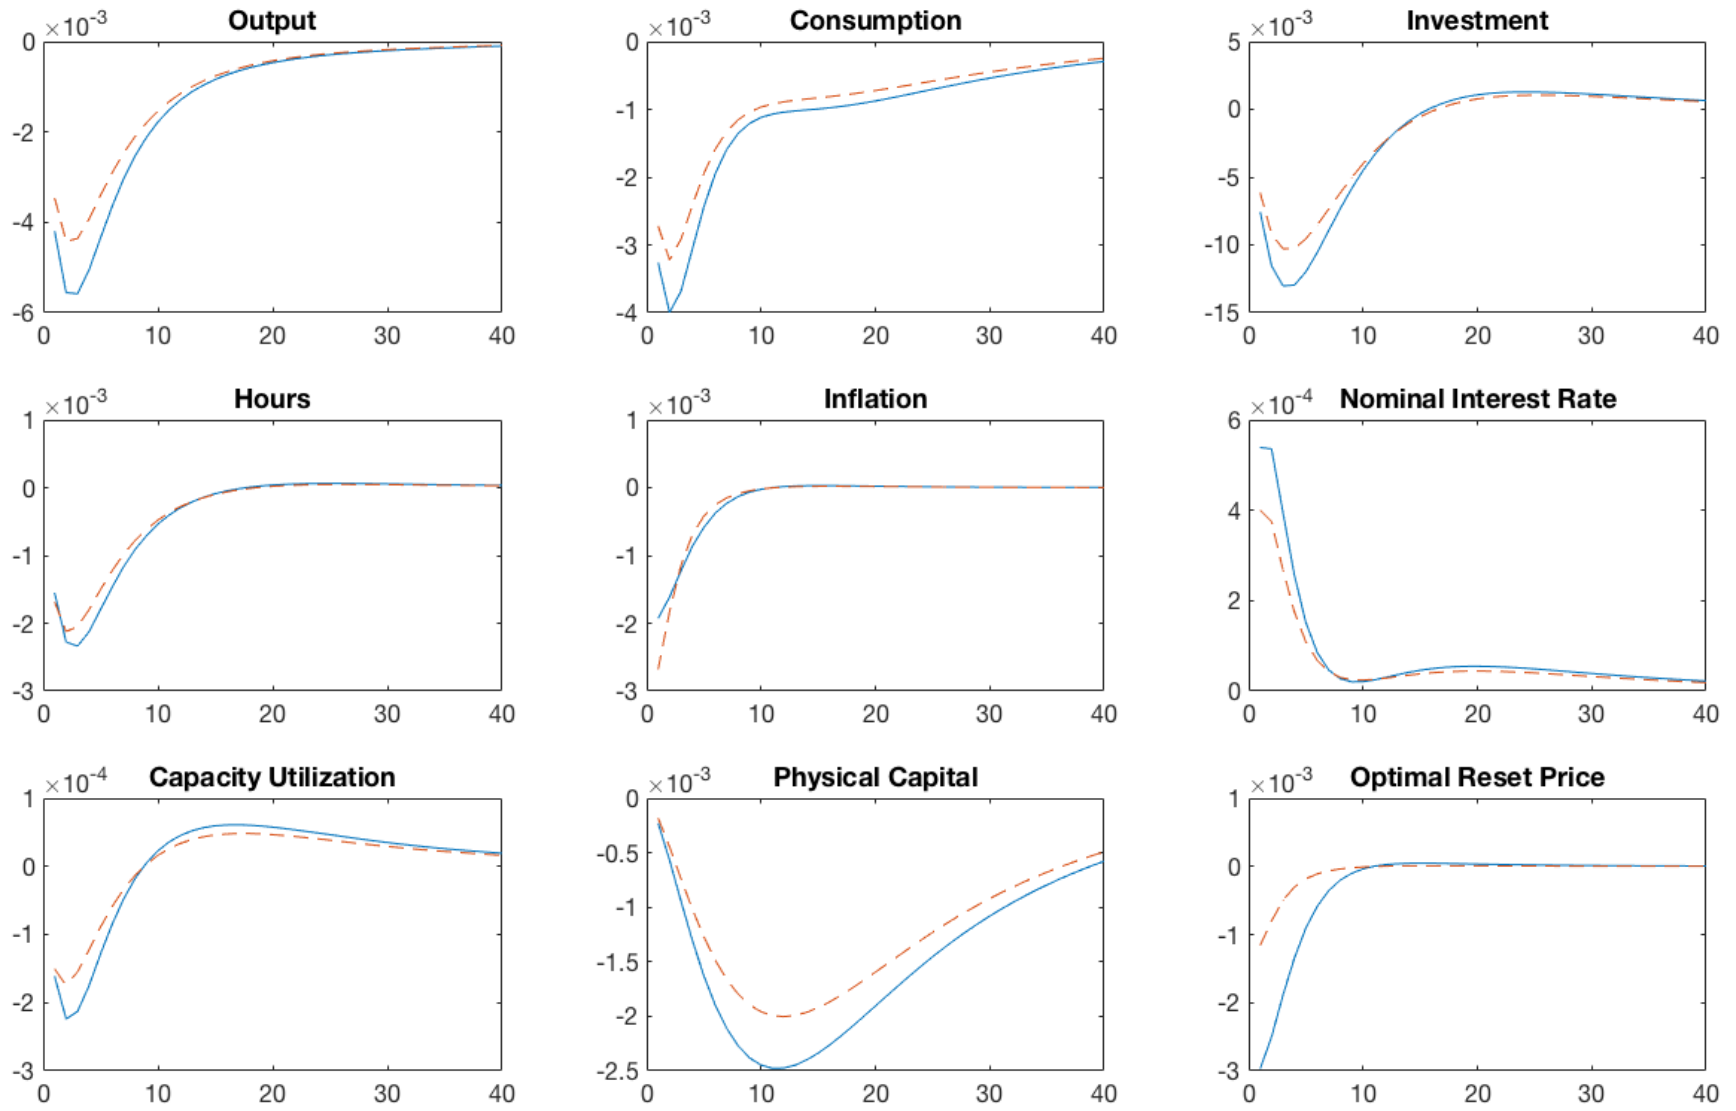 ×10⁻³ Output
0
-2
-4
-6
0 10 20 30 40
×10⁻³ Consumption
0
-1
-2
-3
-4
0 10 20 30 40
×10⁻³ Investment
5
0
-5
-10
-15
0 10 20 30 40
×10⁻³ Hours
1
0
-1
-2
-3
0 10 20 30 40
×10⁻³ Inflation
1
0
-1
-2
-3
0 10 20 30 40
×10⁻⁴ Nominal Interest Rate
6
4
2
0
0 10 20 30 40
×10⁻⁴ Capacity Utilization
1
0
-1
-2
-3
0 10 20 30 40
×10⁻³ Physical Capital
0
-0.5
-1
-1.5
-2
-2.5
0 10 20 30 40
×10⁻³ Optimal Reset Price
1
0
-1
-2
-3
0 10 20 30 40